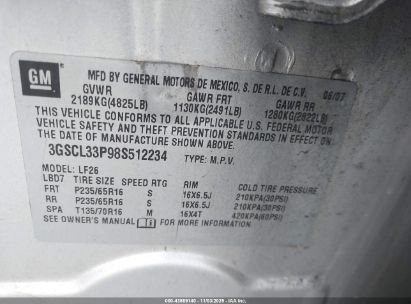 GM
MFD BY GENERAL MOTORS DE MEXICO, S. DE R.L. DE C.V. 06/07
GVWR GAWR FRT GAWR RR
2189KG(4825LB) 1130KG(2491LB) 1280KG(2822LB)
THIS VEHICLE CONFORMS TO ALL APPLICABLE U.S. FEDERAL MOTOR
VEHICLE SAFETY AND THEFT PREVENTION STANDARDS IN EFFECT ON
THE DATE OF MANUFACTURE SHOWN ABOVE.
3GSCL33P98S512234 TYPE: M.P.V.
MODEL: LF26
LBD7 TIRE SIZE SPEED RTG RIM COLD TIRE PRESSURE
FRT P235/65R16 S 16X6.5J 210KPA(30PSI)
RR P235/65R16 S 16X6.5J 210KPA(30PSI)
SPA T135/70R16 M 16X4T 420KPA(60PSI)
SEE OWNER'S MANUAL FOR MORE INFORMATION.